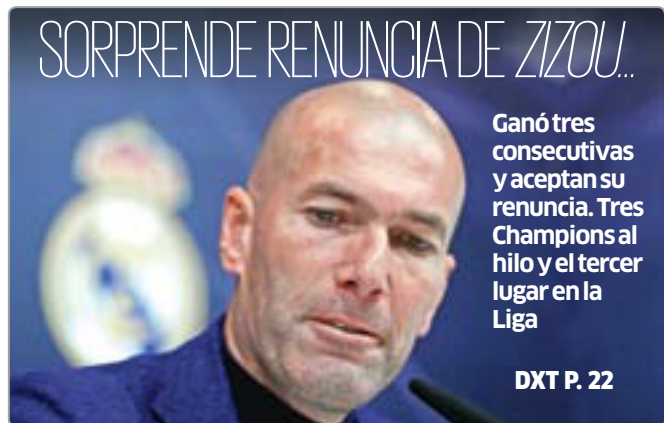 SORPRENDE RENUNCIA DE ZIZOU...
Ganó tres
consecutivas
y aceptan su
renuncia. Tres
Champions al
hilo y el tercer
lugar en la
Liga
DXT P. 22